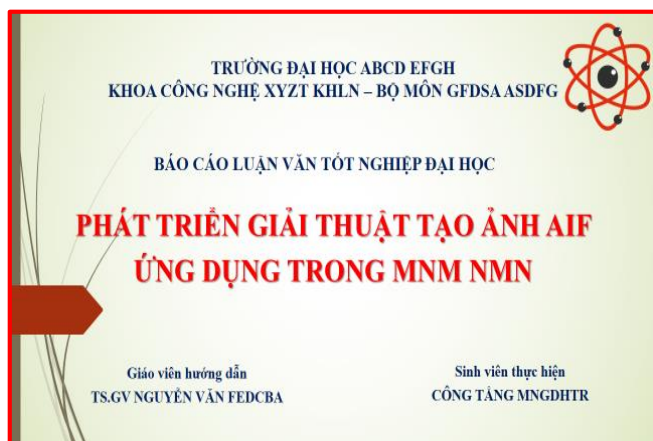 TRƯỜNG ĐẠI HỌC ABCD EFGH
KHOA CÔNG NGHỆ XYZT KHLN – BỘ MÔN GFDSA ASDFG
BÁO CÁO LUẬN VĂN TỐT NGHIỆP ĐẠI HỌC
PHÁT TRIỂN GIẢI THUẬT TẠO ẢNH AIF
ỨNG DỤNG TRONG MNM NMN
Giáo viên hướng dẫn
TS.GV NGUYỄN VĂN FEDCBA
Sinh viên thực hiện
CÔNG TẰNG MNGDHTR